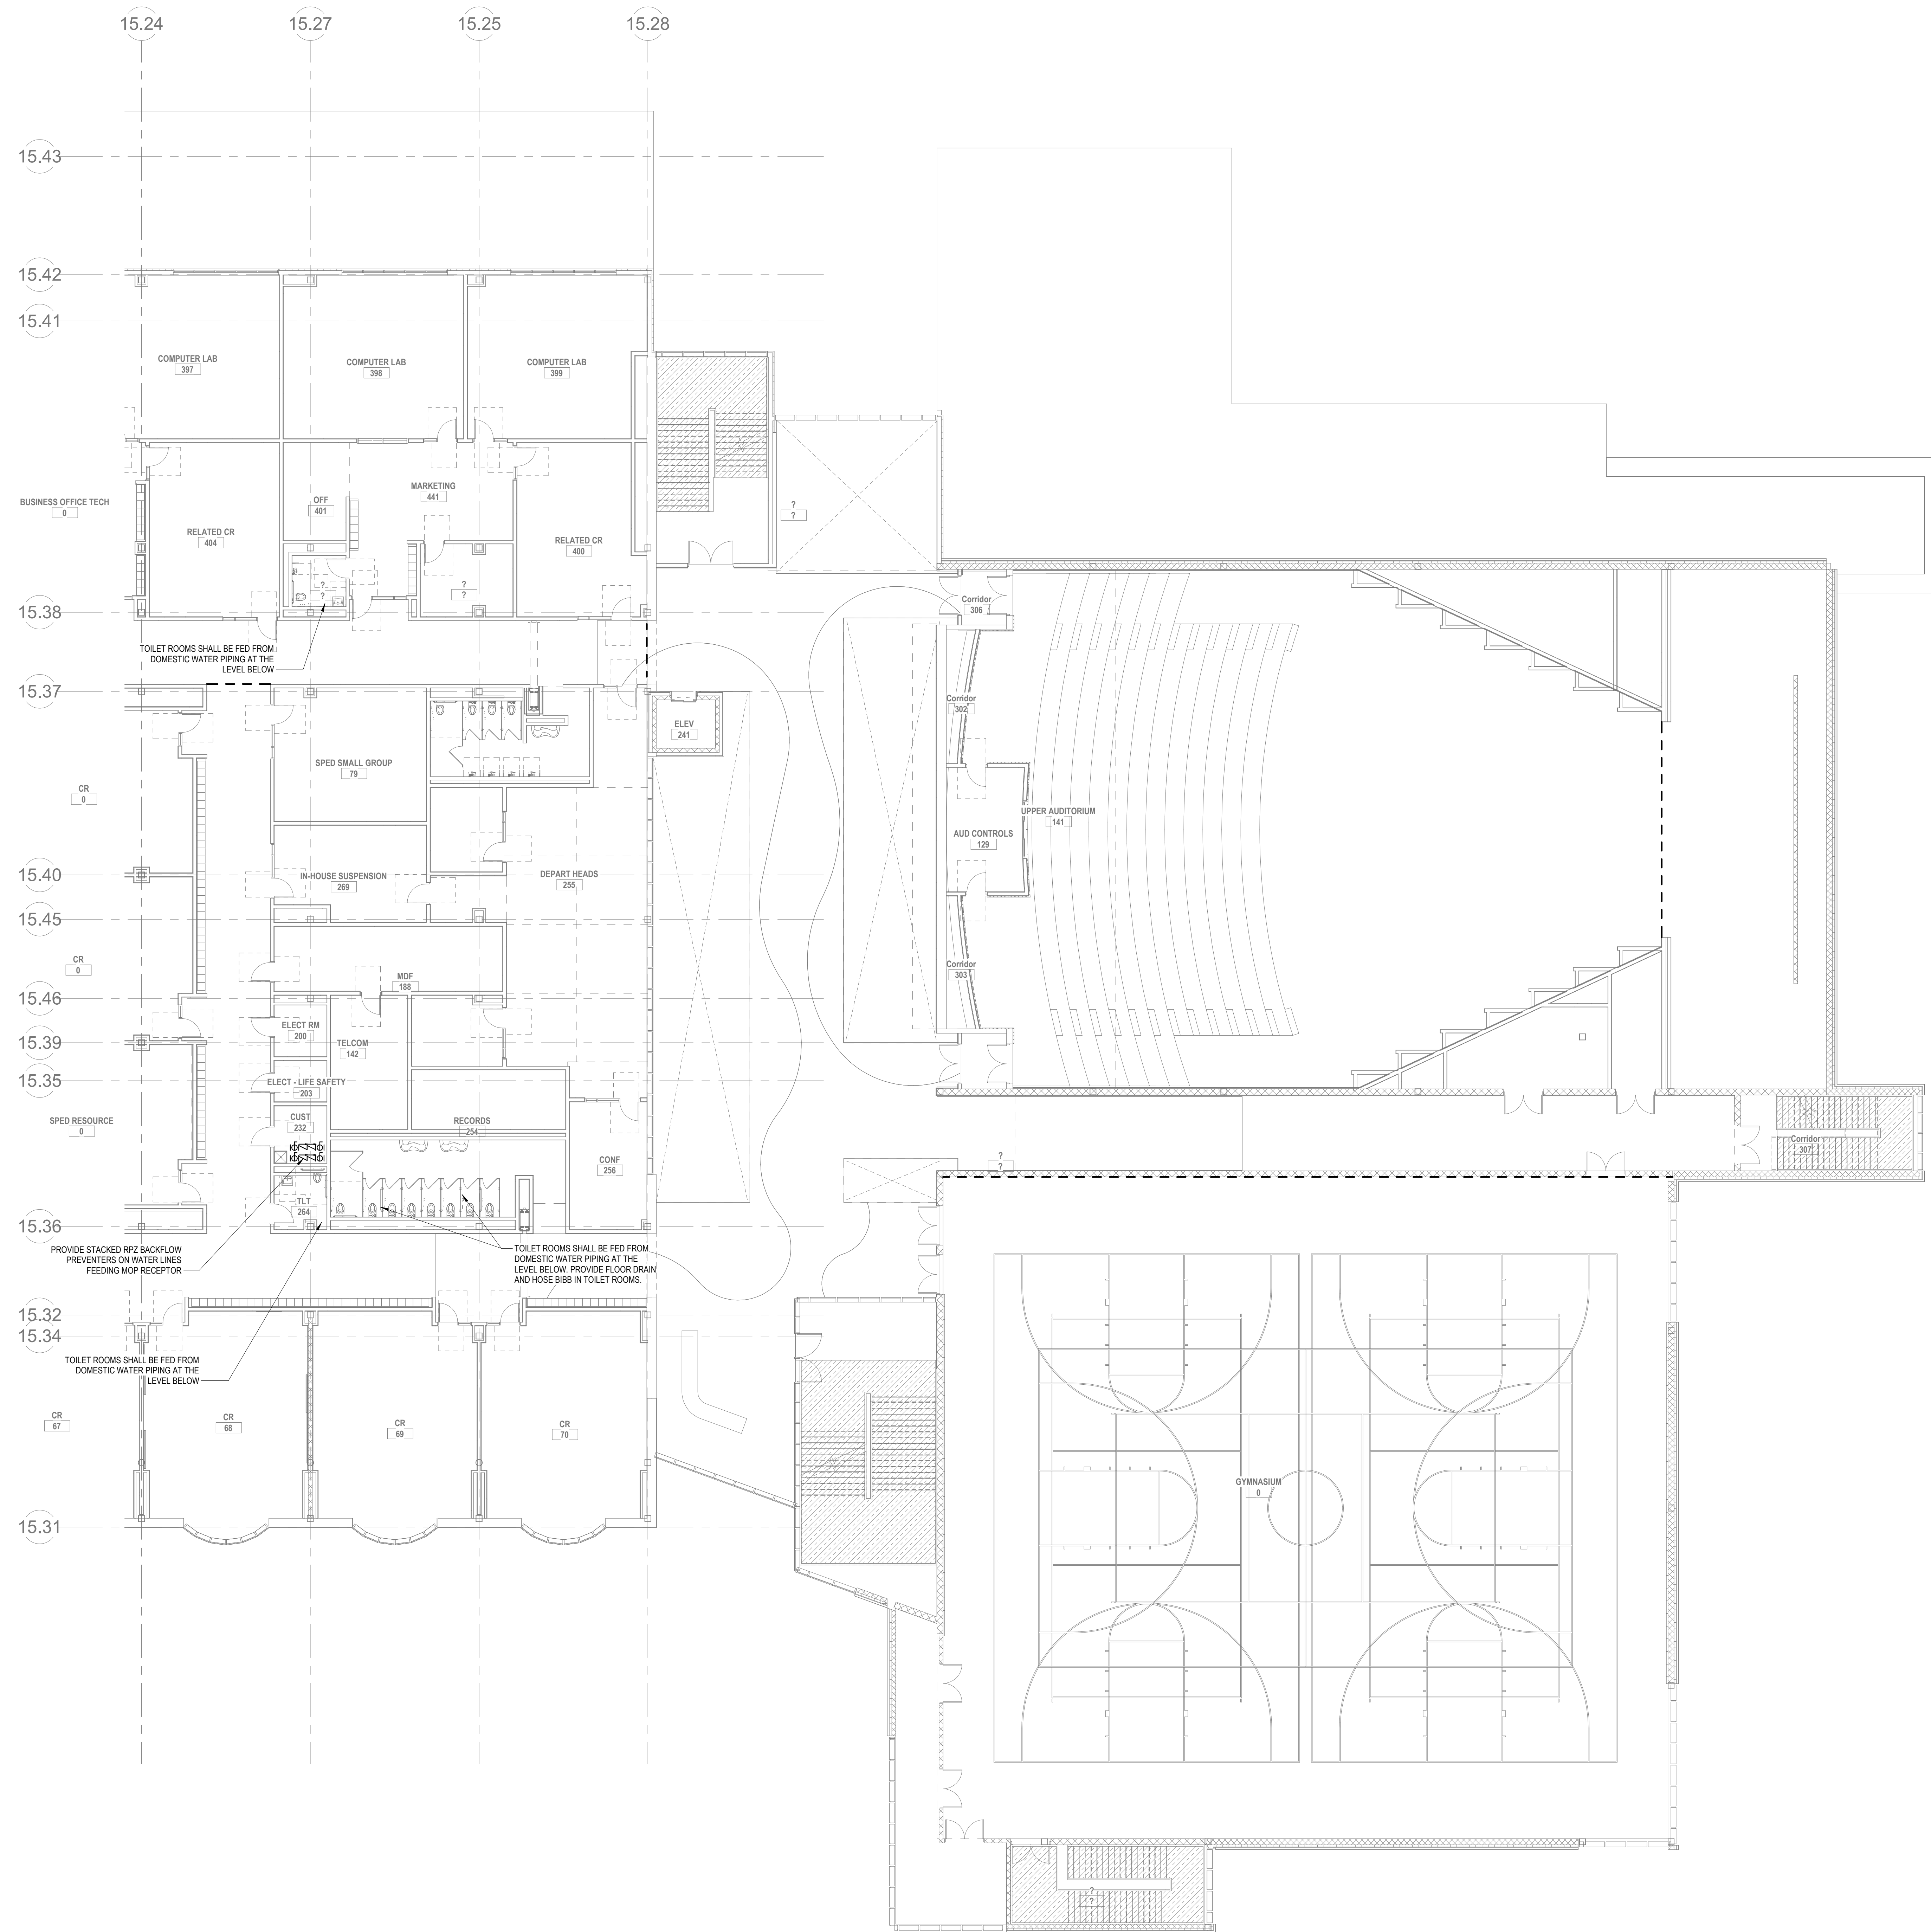 15.24
15.27
15.25
15.28
15.43
15.42
15.41
COMPUTER LAB
397
COMPUTER LAB
398
COMPUTER LAB
399
BUSINESS OFFICE TECH
0
OFF
401
MARKETING
441
RELATED CR
404
RELATED CR
400
?
?
?
?
?
?
15.38
Corridor
306
TOILET ROOMS SHALL BE FED FROM
DOMESTIC WATER PIPING AT THE
LEVEL BELOW
15.37
Corridor
302
ELEV
241
SPED SMALL GROUP
79
CR
0
UPPER AUDITORIUM
141
AUD CONTROLS
129
15.40
IN-HOUSE SUSPENSION
269
DEPART HEADS
255
15.45
CR
0
Corridor
303
MDF
188
15.46
ELECT RM
200
15.39
TELCOM
142
15.35
ELECT - LIFE SAFETY
203
CUST
232
SPED RESOURCE
0
RECORDS
254
CONF
256
Corridor
307
?
?
TLT
264
15.36
PROVIDE STACKED RPZ BACKFLOW
PREVENTERS ON WATER LINES
FEEDING MOP RECEPTOR
TOILET ROOMS SHALL BE FED FROM
DOMESTIC WATER PIPING AT THE
LEVEL BELOW. PROVIDE FLOOR DRAIN
AND HOSE BIBB IN TOILET ROOMS.
15.32
15.34
TOILET ROOMS SHALL BE FED FROM
DOMESTIC WATER PIPING AT THE
LEVEL BELOW
CR
67
CR
68
CR
69
CR
70
GYMNASIUM
0
15.31
?
?